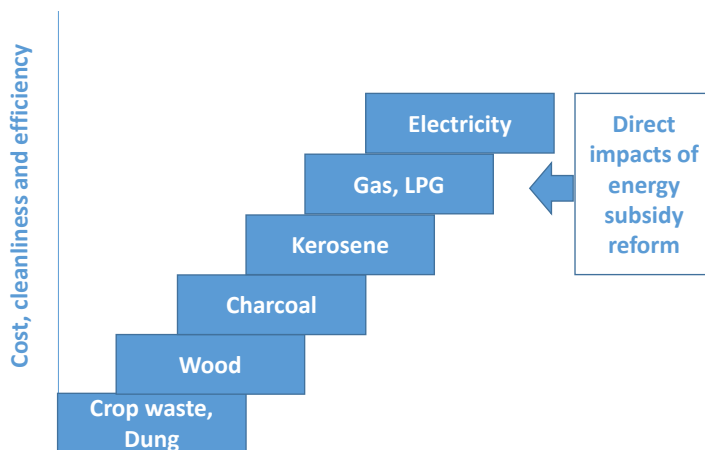 Cost, cleanliness and efficiency
Electricity
Gas, LPG
Kerosene
Charcoal
Wood
Crop waste,
Dung
Direct
impacts of
energy
subsidy
reform